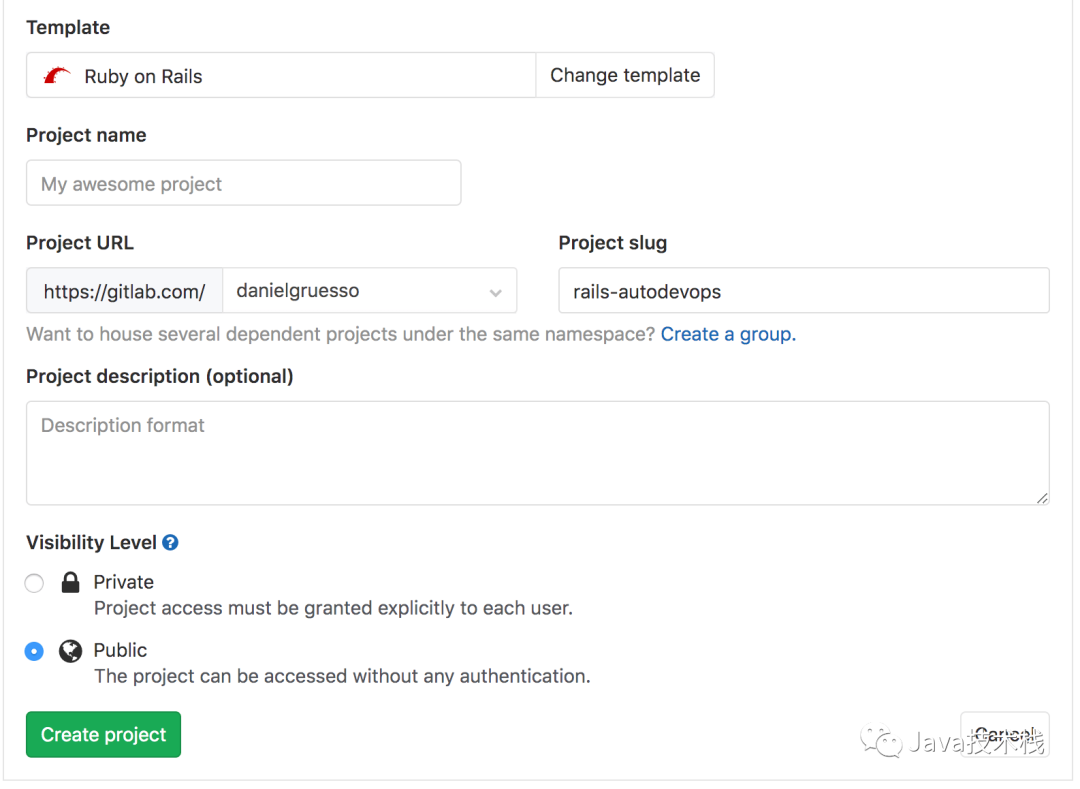 Template
Ruby on Rails
Change template
Project name
My awesome project
Project URL
Project slug
https://gitlab.com/
danielgruesso
rails-autodevops
Want to house several dependent projects under the same namespace? Create a group.
Project description (optional)
Description format
Visibility Level ?
Private
Project access must be granted explicitly to each user.
Public
The project can be accessed without any authentication.
Create project
Cancel
Java技术栈